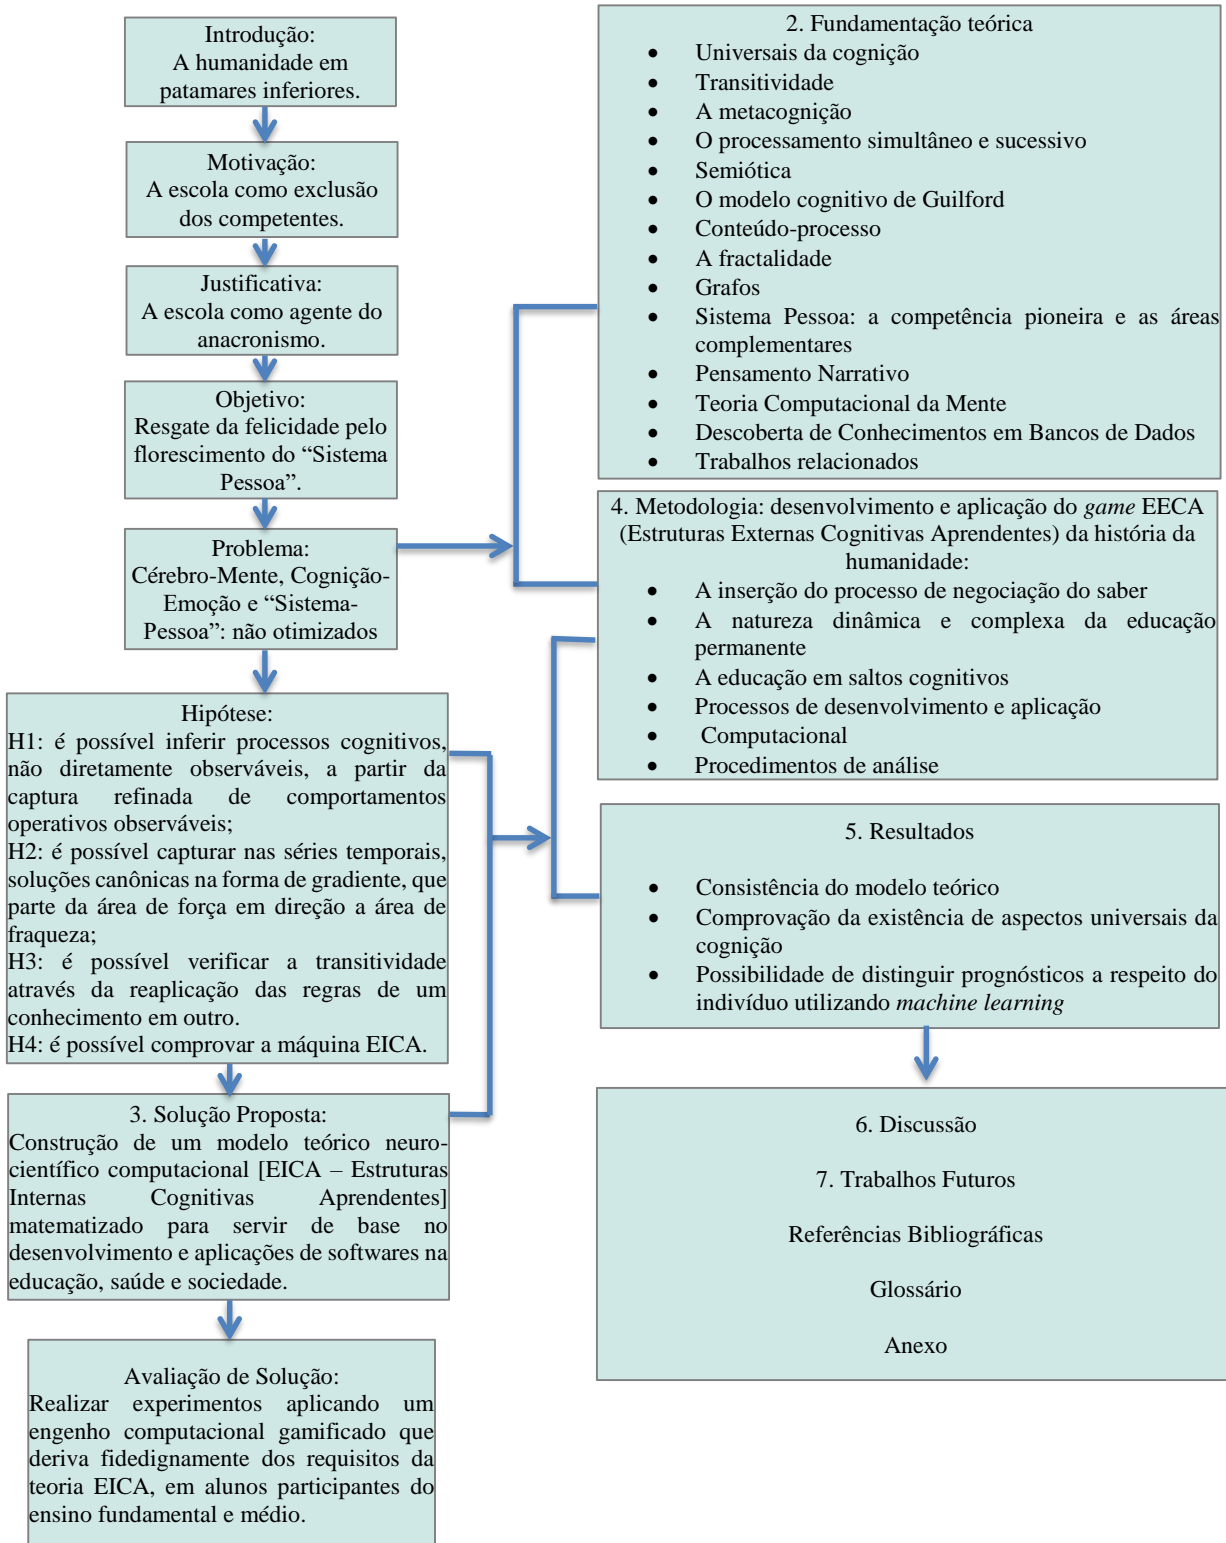 Introdução:
A humanidade em
patamares inferiores.
Motivação:
A escola como exclusão
dos competentes.
Justificativa:
A escola como agente do
anacronismo.
Objetivo:
Resgate da felicidade pelo
florescimento do “Sistema
Pessoa”.
Problema:
Cérebro-Mente, Cognição-
Emoção e “Sistema-
Pessoa”: não otimizados
Hipótese:
H1: é possível inferir processos cognitivos,
não diretamente observáveis, a partir da
captura refinada de comportamentos
operativos observáveis;
H2: é possível capturar nas séries temporais,
soluções canônicas na forma de gradiente, que
parte da área de força em direção a área de
fraqueza;
H3: é possível verificar a transitividade
através da reaplicação das regras de um
conhecimento em outro.
H4: é possível comprovar a máquina EICA.
3. Solução Proposta:
Construção de um modelo teórico neuro-
científico computacional [EICA – Estruturas
Internas Cognitivas Aprendentes]
matematizado para servir de base no
desenvolvimento e aplicações de softwares na
educação, saúde e sociedade.
Avaliação de Solução:
Realizar experimentos aplicando um
engenho computacional gamificado que
deriva fidedignamente dos requisitos da
teoria EICA, em alunos participantes do
ensino fundamental e médio.
2. Fundamentação teórica
• Universais da cognição
• Transitividade
• A metacognição
• O processamento simultâneo e sucessivo
• Semiótica
• O modelo cognitivo de Guilford
• Conteúdo-processo
• A fractalidade
• Grafos
• Sistema Pessoa: a competência pioneira e as áreas
complementares
• Pensamento Narrativo
• Teoria Computacional da Mente
• Descoberta de Conhecimentos em Bancos de Dados
• Trabalhos relacionados
4. Metodologia: desenvolvimento e aplicação do game EECA
(Estruturas Externas Cognitivas Aprendentes) da história da
humanidade:
• A inserção do processo de negociação do saber
• A natureza dinâmica e complexa da educação
permanente
• A educação em saltos cognitivos
• Processos de desenvolvimento e aplicação
• Computacional
• Procedimentos de análise
5. Resultados
• Consistência do modelo teórico
• Comprovação da existência de aspectos universais da
cognição
• Possibilidade de distinguir prognósticos a respeito do
indivíduo utilizando machine learning
6. Discussão
7. Trabalhos Futuros
Referências Bibliográficas
Glossário
Anexo